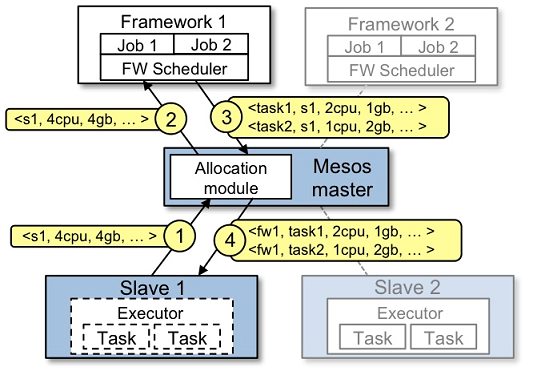 Framework 1
Job 1
Job 2
FW Scheduler
Framework 2
Job 1
Job 2
FW Scheduler
<s1, 4cpu, 4gb, … >
2
3
<task1, s1, 2cpu, 1gb, … >
<task2, s1, 1cpu, 2gb, … >
Allocation
module
Mesos
master
<s1, 4cpu, 4gb, … >
1
4
<fw1, task1, 2cpu, 1gb, … >
<fw1, task2, 1cpu, 2gb, … >
Slave 1
Executor
Task
Task
Slave 2
Executor
Task
Task